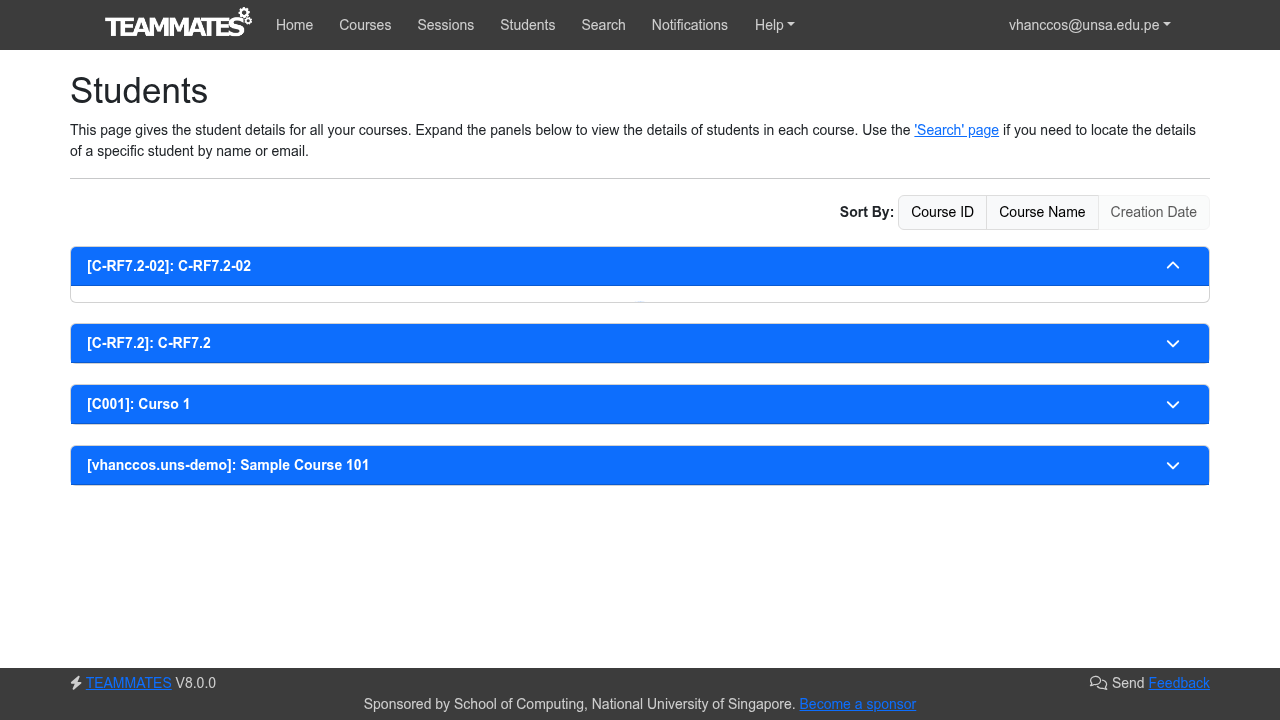 TEAMMATES Home Courses Sessions Students Search Notifications Help vhanccos@unsa.edu.pe
Students
This page gives the student details for all your courses. Expand the panels below to view the details of students in each course. Use the 'Search' page if you need to locate the details
of a specific student by name or email.
Sort By: Course ID Course Name Creation Date
[C-RF7.2-02]: C-RF7.2-02
[C-RF7.2]: C-RF7.2
[C001]: Curso 1
[vhanccos.uns-demo]: Sample Course 101
TEAMMATES V8.0.0 Send Feedback
Sponsored by School of Computing, National University of Singapore. Become a sponsor